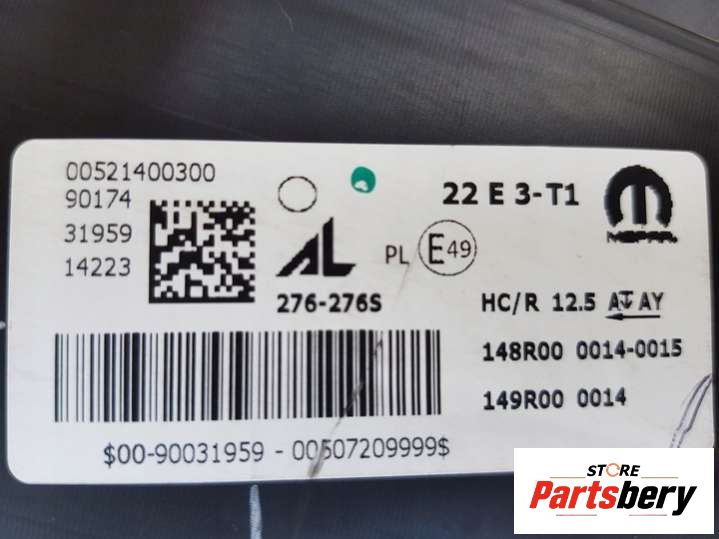 00521400300
90174
31959
14223
AL
276-276S
PL E49
22 E 3-T1
MOPAR
HC/R 12.5 A AY
148R00 0014-0015
149R00 0014
$00-90031959 - 00507209999$
STORE
Partsbery